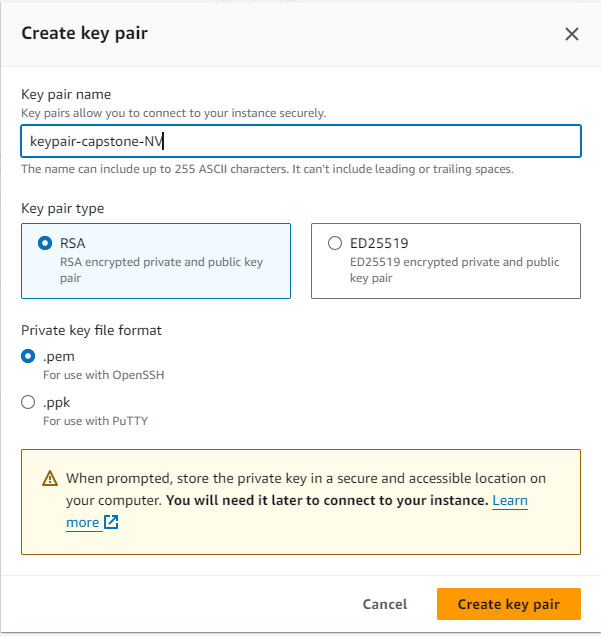 Create key pair
Key pair name
Key pairs allow you to connect to your instance securely.
keypair-capstone-NV
The name can include up to 255 ASCII characters. It can't include leading or trailing spaces.
Key pair type
RSA
RSA encrypted private and public key
pair
ED25519
ED25519 encrypted private and public
key pair
Private key file format
.pem
For use with OpenSSH
.ppk
For use with PuTTY
When prompted, store the private key in a secure and accessible location on
your computer. You will need it later to connect to your instance. Learn
more
Cancel
Create key pair